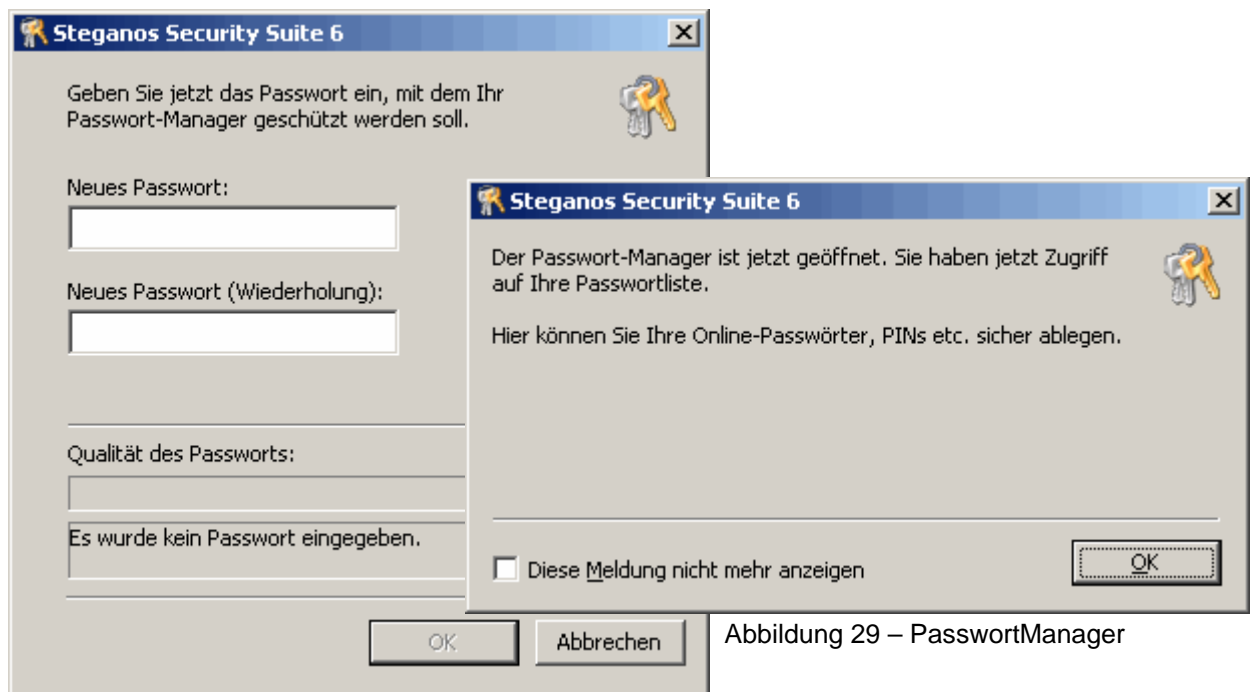 Steganos Security Suite 6
Geben Sie jetzt das Passwort ein, mit dem Ihr
Passwort-Manager geschützt werden soll.
Neues Passwort:
Neues Passwort (Wiederholung):
Qualität des Passworts:
Es wurde kein Passwort eingegeben.
OK
Abbrechen
Steganos Security Suite 6
Der Passwort-Manager ist jetzt geöffnet. Sie haben jetzt Zugriff
auf Ihre Passwortliste.
Hier können Sie Ihre Online-Passwörter, PINs etc. sicher ablegen.
Diese Meldung nicht mehr anzeigen
OK
Abbildung 29 – PasswortManager